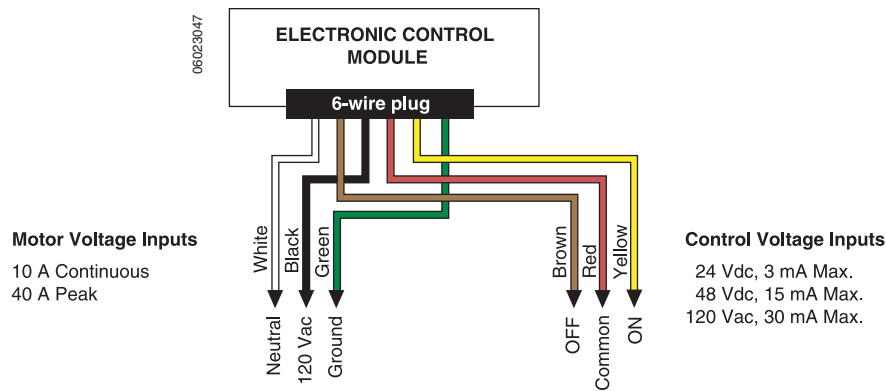 06023047
ELECTRONIC CONTROL
MODULE
6-wire plug
Motor Voltage Inputs
10 A Continuous
40 A Peak
White
Black
Green
Brown
Red
Yellow
Neutral
120 Vac
Ground
OFF
Common
ON
Control Voltage Inputs
24 Vdc, 3 mA Max.
48 Vdc, 15 mA Max.
120 Vac, 30 mA Max.